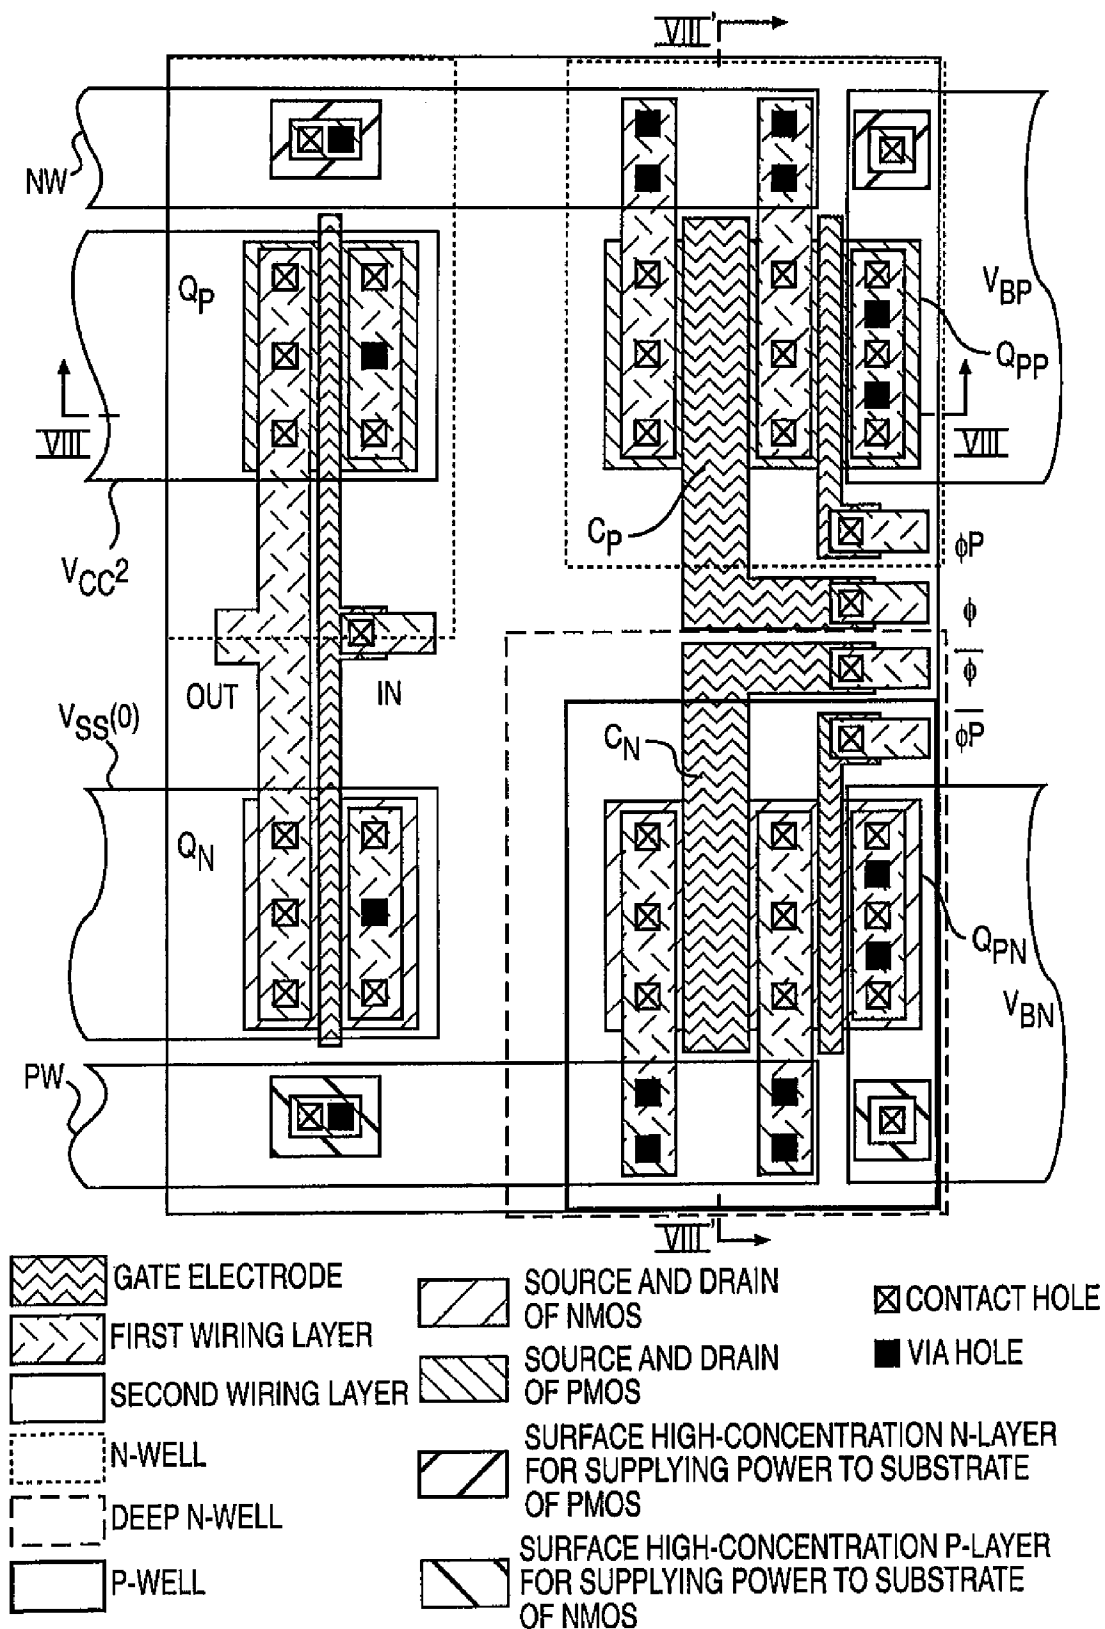 VIII'
NW
QP
VBP
QPP
VIII
VIII
CP
VCC2
ϕP
ϕ
OUT
IN
ϕ̅
VSS(0)
CN
ϕ̅P̅
QN
QPN
VBN
PW
VIII'
GATE ELECTRODE
FIRST WIRING LAYER
SECOND WIRING LAYER
N-WELL
DEEP N-WELL
P-WELL
SOURCE AND DRAIN
OF NMOS
SOURCE AND DRAIN
OF PMOS
SURFACE HIGH-CONCENTRATION N-LAYER
FOR SUPPLYING POWER TO SUBSTRATE
OF PMOS
SURFACE HIGH-CONCENTRATION P-LAYER
FOR SUPPLYING POWER TO SUBSTRATE
OF NMOS
CONTACT HOLE
VIA HOLE